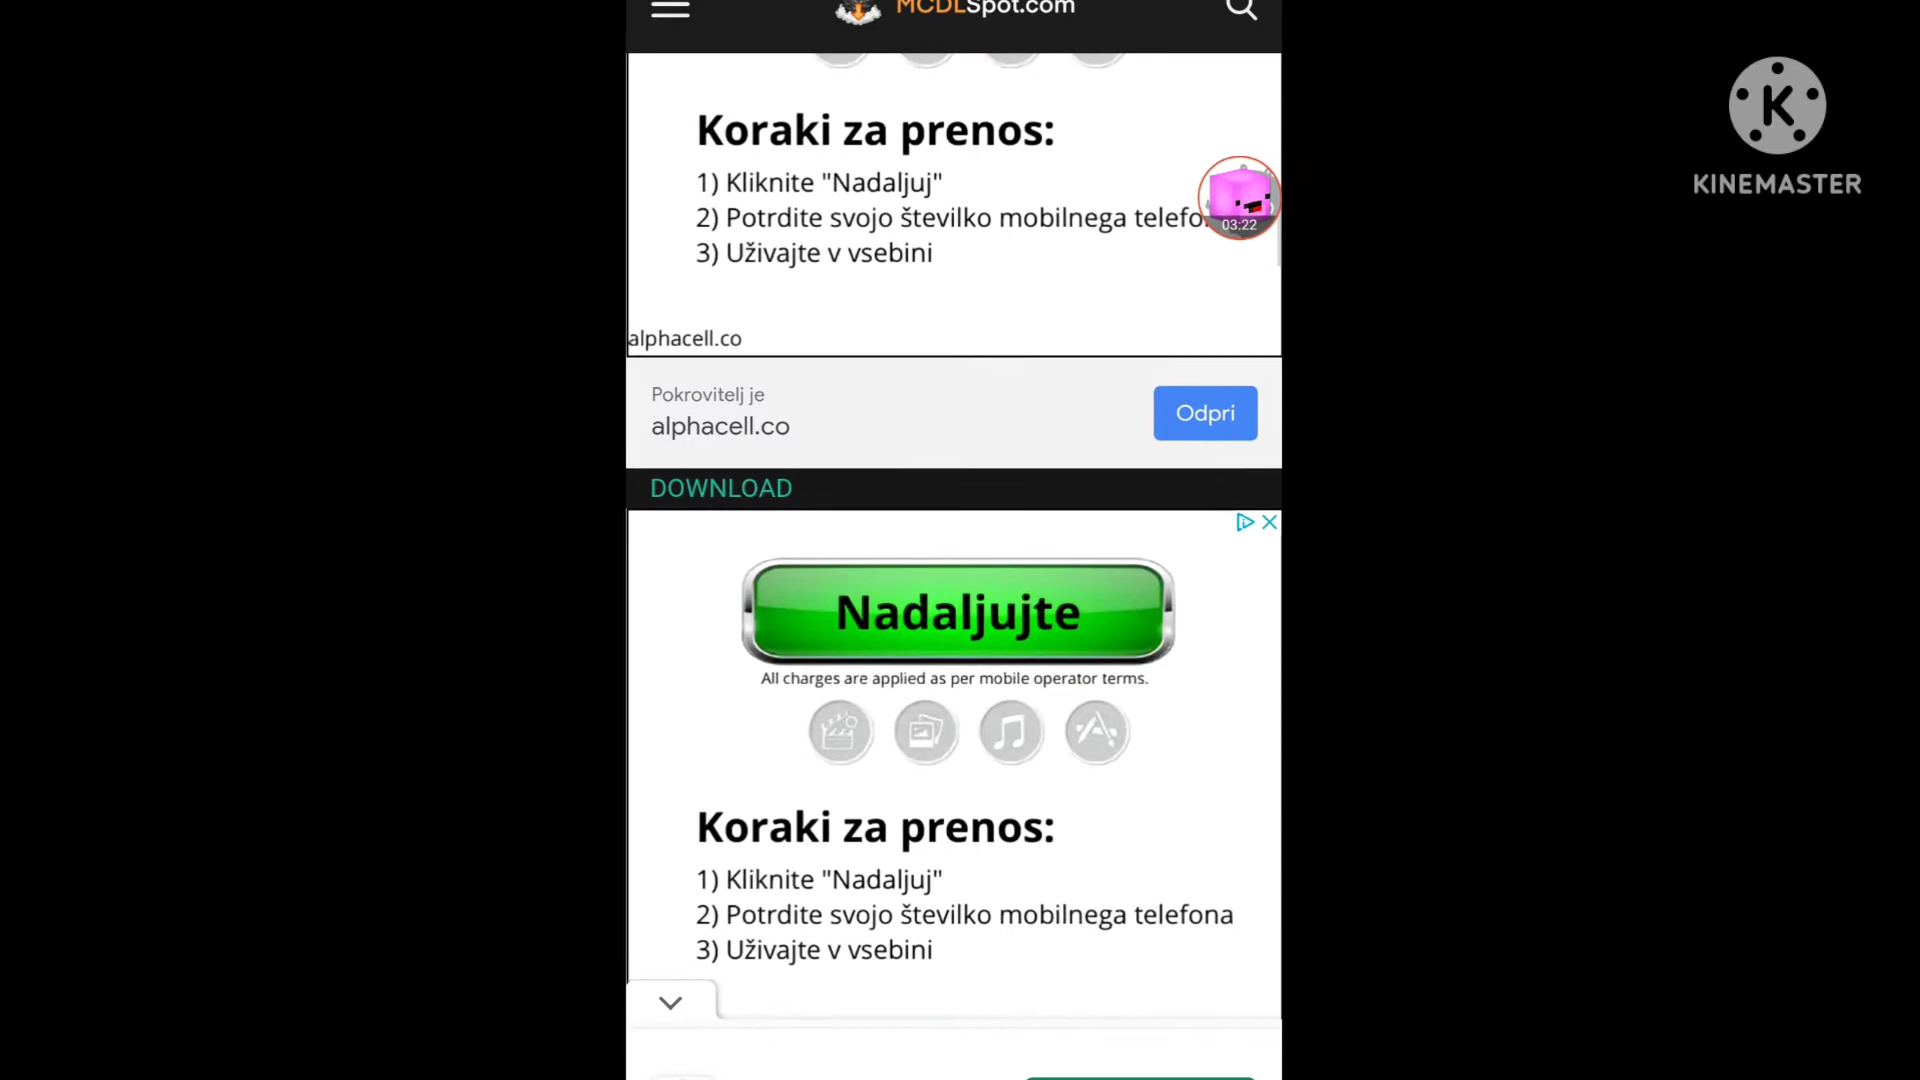 MCDLSpot.com
Koraki za prenos:
1) Kliknite "Nadaljuj"
2) Potrdite svojo številko mobilnega telefo
03:22
3) Uživajte v vsebini
alphacell.co
Pokrovitelj je
alphacell.co
Odpri
DOWNLOAD
Nadaljujte
All charges are applied as per mobile operator terms.
Koraki za prenos:
1) Kliknite "Nadaljuj"
2) Potrdite svojo številko mobilnega telefona
3) Uživajte v vsebini
K
KINEMASTER